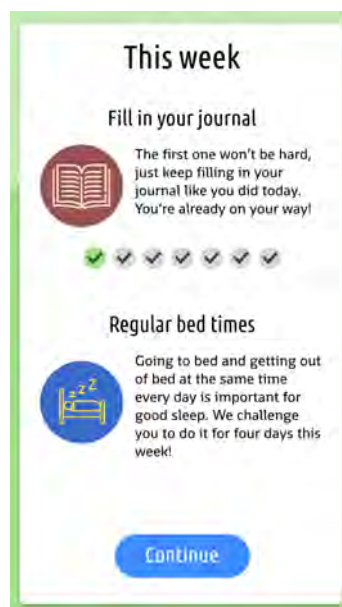 This week
Fill in your journal
The first one won't be hard,
just keep filling in your
journal like you did today.
You're already on your way!
Regular bed times
zzz
Going to bed and getting out
of bed at the same time
every day is important for
good sleep. We challenge
you to do it for four days this
week!
Continue